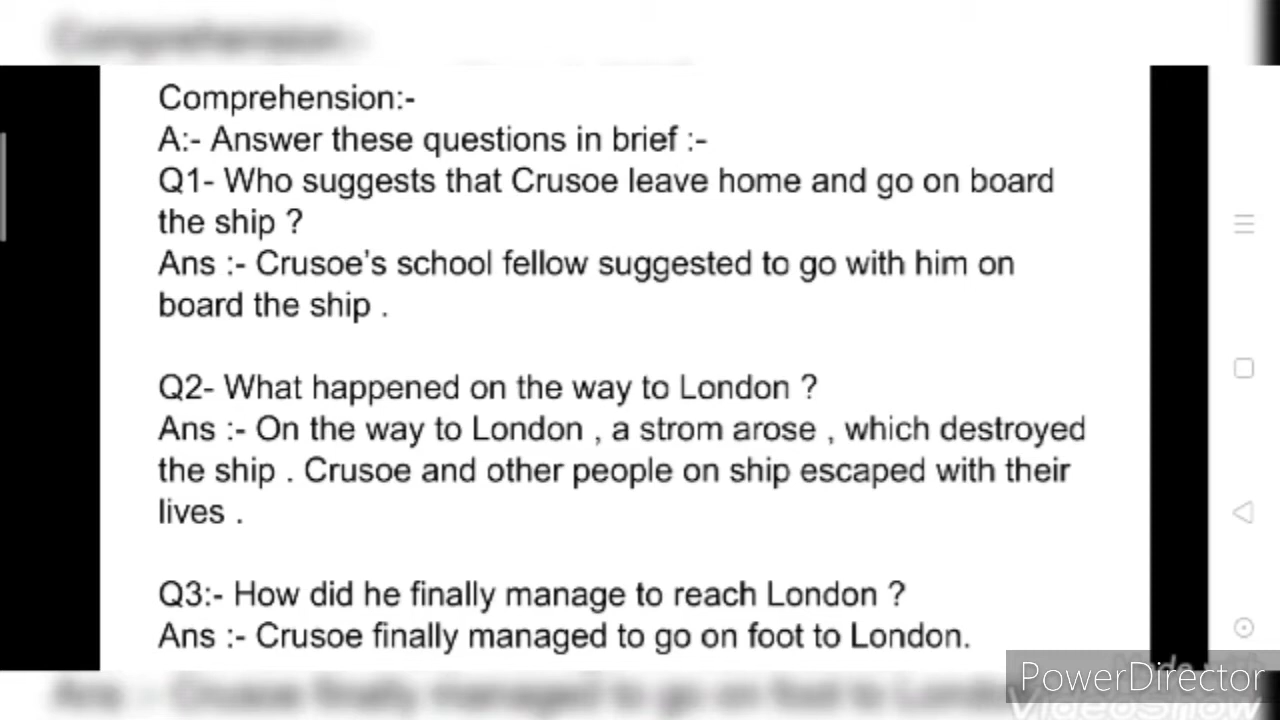 Comprehension:-
A:- Answer these questions in brief :-
Q1- Who suggests that Crusoe leave home and go on board
the ship ?
Ans :- Crusoe's school fellow suggested to go with him on
board the ship .
Q2- What happened on the way to London ?
Ans :- On the way to London , a strom arose , which destroyed
the ship . Crusoe and other people on ship escaped with their
lives .
Q3:- How did he finally manage to reach London ?
Ans :- Crusoe finally managed to go on foot to London.
PowerDirector
VideoShow